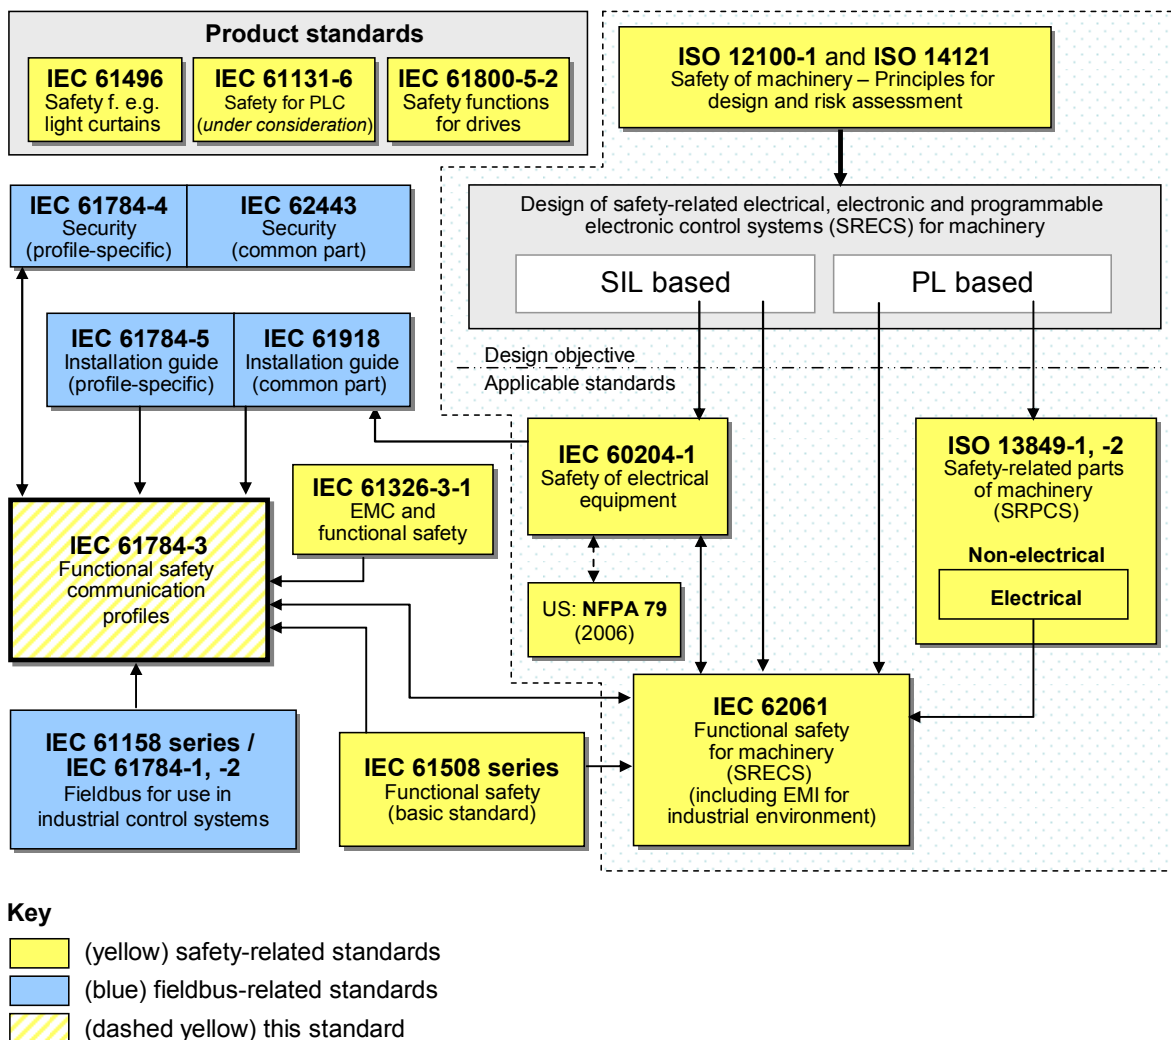 Product standards
IEC 61496
Safety f. e.g.
light curtains
IEC 61131-6
Safety for PLC
(under consideration)
IEC 61800-5-2
Safety functions
for drives
ISO 12100-1 and ISO 14121
Safety of machinery – Principles for
design and risk assessment
IEC 61784-4
Security
(profile-specific)
IEC 62443
Security
(common part)
Design of safety-related electrical, electronic and programmable
electronic control systems (SRECS) for machinery
SIL based
PL based
IEC 61784-5
Installation guide
(profile-specific)
IEC 61918
Installation guide
(common part)
Design objective
Applicable standards
IEC 60204-1
Safety of electrical
equipment
ISO 13849-1, -2
Safety-related parts
of machinery
(SRPCS)
Non-electrical
Electrical
IEC 61326-3-1
EMC and
functional safety
IEC 61784-3
Functional safety
communication
profiles
US: NFPA 79
(2006)
IEC 62061
Functional safety
for machinery
(SRECS)
(including EMI for
industrial environment)
IEC 61158 series /
IEC 61784-1, -2
Fieldbus for use in
industrial control systems
IEC 61508 series
Functional safety
(basic standard)
Key
(yellow) safety-related standards
(blue) fieldbus-related standards
(dashed yellow) this standard